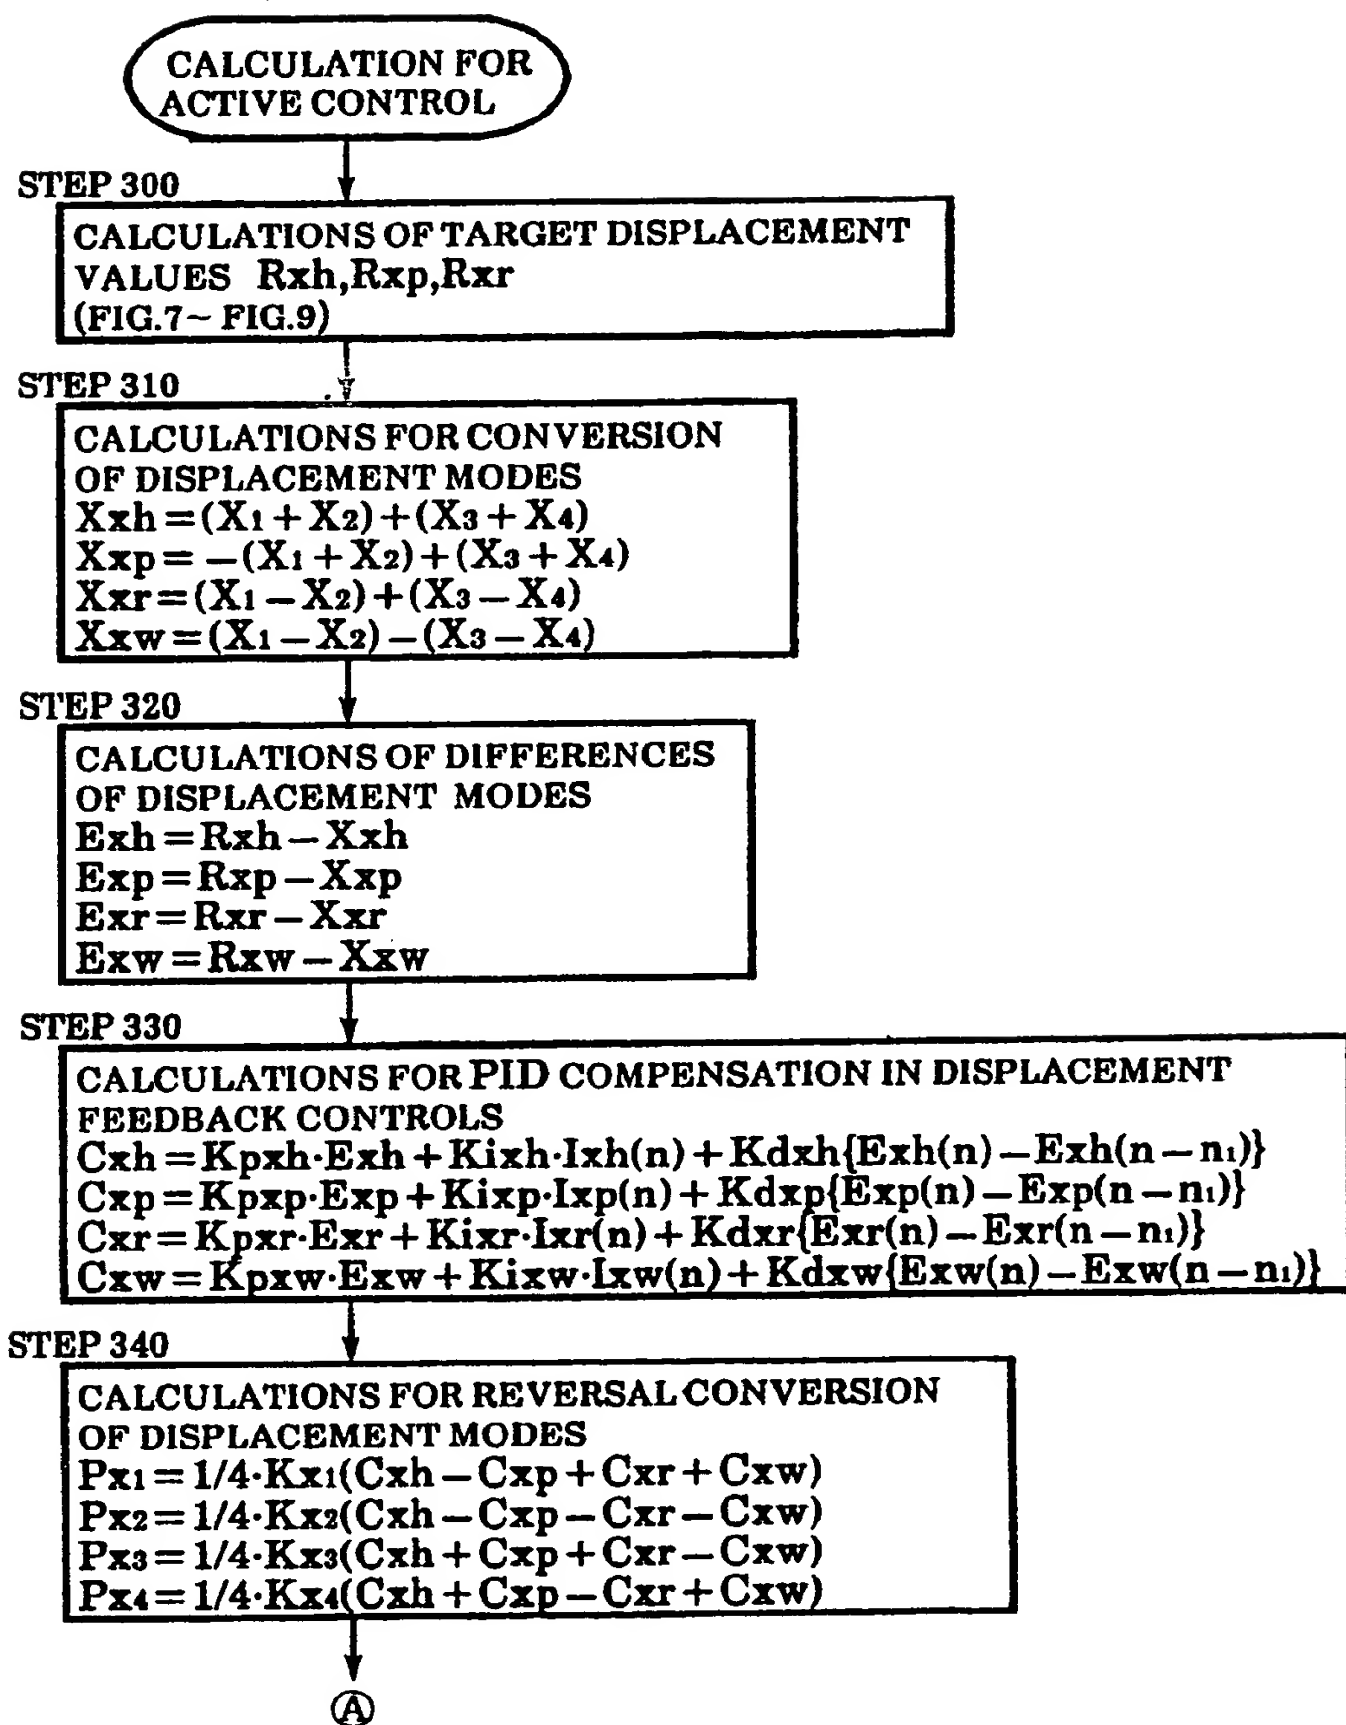 CALCULATION FOR
ACTIVE CONTROL
STEP 300
CALCULATIONS OF TARGET DISPLACEMENT
VALUES Rxh,Rxp,Rxr
(FIG.7~ FIG.9)
STEP 310
CALCULATIONS FOR CONVERSION
OF DISPLACEMENT MODES
Xxh=(X₁+X₂)+(X₃+X₄)
Xxp=−(X₁+X₂)+(X₃+X₄)
Xxr=(X₁−X₂)+(X₃−X₄)
Xxw=(X₁−X₂)−(X₃−X₄)
STEP 320
CALCULATIONS OF DIFFERENCES
OF DISPLACEMENT MODES
Exh=Rxh−Xxh
Exp=Rxp−Xxp
Exr=Rxr−Xxr
Exw=Rxw−Xxw
STEP 330
CALCULATIONS FOR PID COMPENSATION IN DISPLACEMENT
FEEDBACK CONTROLS
Cxh=Kpxh·Exh+Kixh·Ixh(n)+Kdxh{Exh(n)−Exh(n−n₁)}
Cxp=Kpxp·Exp+Kixp·Ixp(n)+Kdxp{Exp(n)−Exp(n−n₁)}
Cxr=Kpxr·Exr+Kixr·Ixr(n)+Kdxr{Exr(n)−Exr(n−n₁)}
Cxw=Kpxw·Exw+Kixw·Ixw(n)+Kdxw{Exw(n)−Exw(n−n₁)}
STEP 340
CALCULATIONS FOR REVERSAL CONVERSION
OF DISPLACEMENT MODES
Px₁=1/4·Kx₁(Cxh−Cxp+Cxr+Cxw)
Px₂=1/4·Kx₂(Cxh−Cxp−Cxr−Cxw)
Px₃=1/4·Kx₃(Cxh+Cxp+Cxr−Cxw)
Px₄=1/4·Kx₄(Cxh+Cxp−Cxr+Cxw)
A